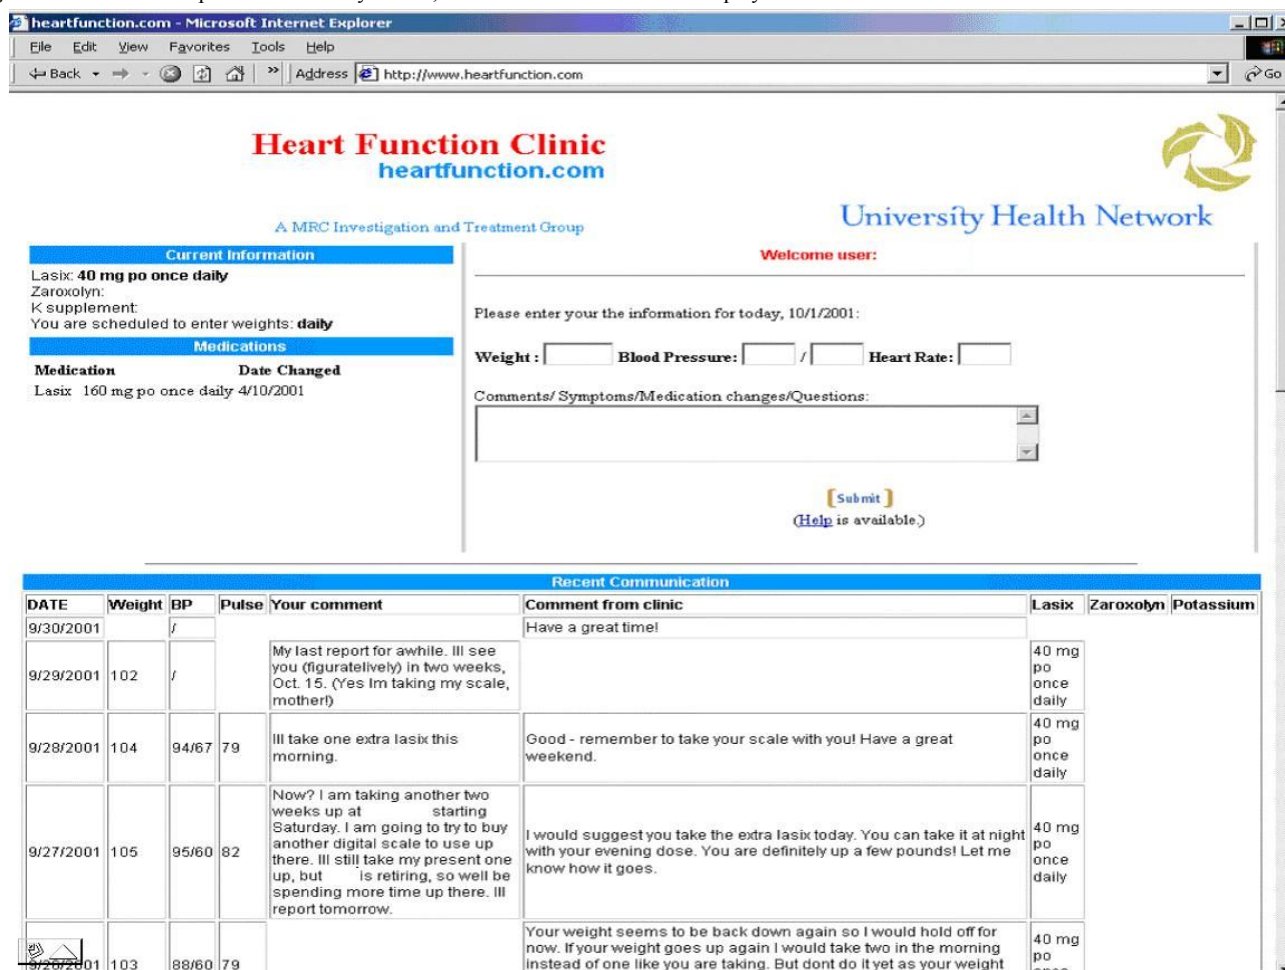 heartfunction.com - Microsoft Internet Explorer
File Edit View Favorites Tools Help
Back Address http://www.heartfunction.com Go
Heart Function Clinic
heartfunction.com
University Health Network
A MRC Investigation and Treatment Group
Current Information
Lasix: 40 mg po once daily
Zaroxolyn:
K supplement:
You are scheduled to enter weights: daily
Medications
Medication Date Changed
Lasix 160 mg po once daily 4/10/2001
Welcome user:
Please enter your the information for today, 10/1/2001:
Weight : Blood Pressure: / Heart Rate:
Comments/ Symptoms/Medication changes/Questions:
[Submit]
(Help is available.)
Recent Communication
DATE Weight BP Pulse Your comment Comment from clinic Lasix Zaroxolyn Potassium
9/30/2001 / Have a great time!
9/29/2001 102 /
My last report for awhile. Ill see
you (figuratelively) in two weeks,
Oct. 15. (Yes Im taking my scale,
mother!)
40 mg
po
once
daily
9/28/2001 104 94/67 79
Ill take one extra lasix this
morning.
Good - remember to take your scale with you! Have a great
weekend.
40 mg
po
once
daily
9/27/2001 105 95/60 82
Now? I am taking another two
weeks up at starting
Saturday. I am going to try to buy
another digital scale to use up
there. Ill still take my present one
up, but is retiring, so well be
spending more time up there. Ill
report tomorrow.
I would suggest you take the extra lasix today. You can take it at night
with your evening dose. You are definitely up a few pounds! Let me
know how it goes.
40 mg
po
once
daily
9/26/2001 103 88/60 79
Your weight seems to be back down again so I would hold off for
now. If your weight goes up again I would take two in the morning
instead of one like you are taking. But dont do it yet as your weight
40 mg
po
once